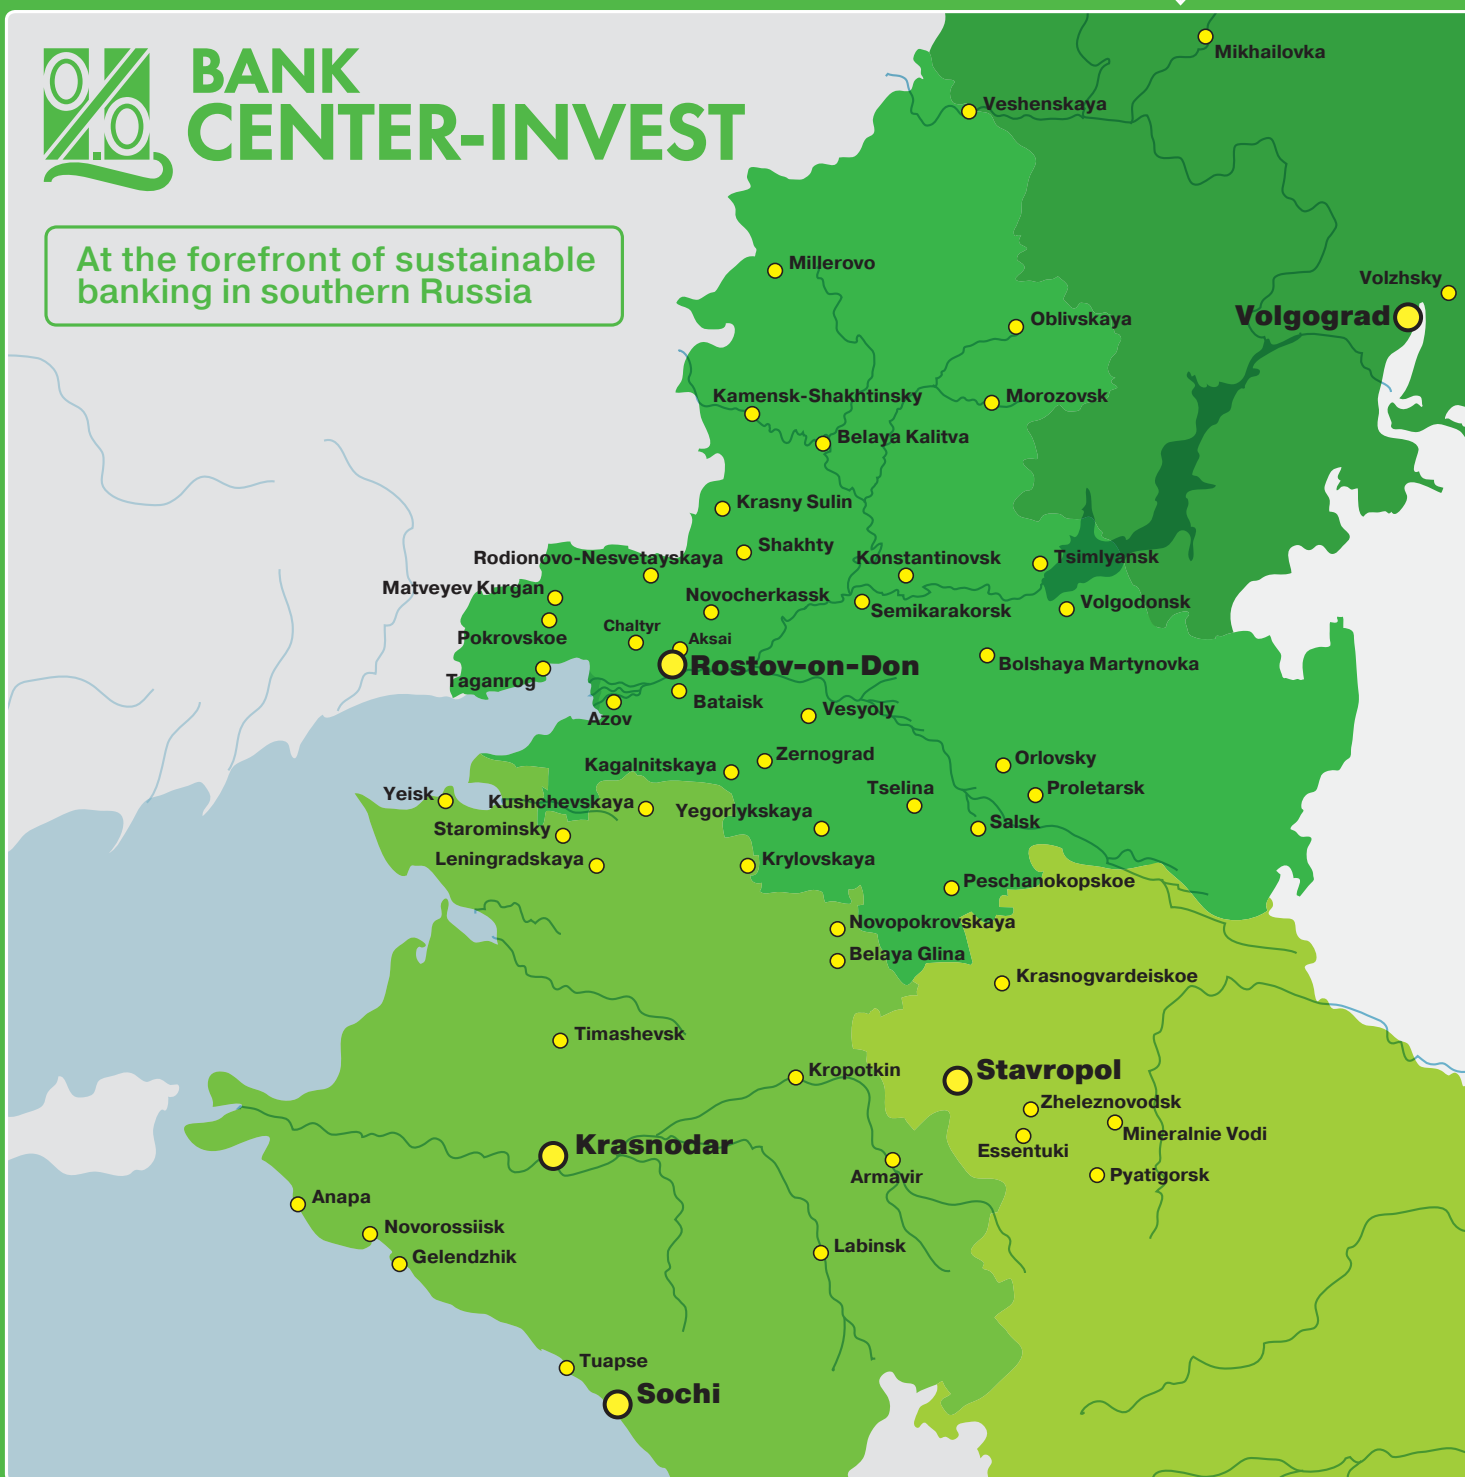 BANK
CENTER-INVEST
At the forefront of sustainable
banking in southern Russia
Mikhailovka
Veshenskaya
Millerovo
Volzhsky
Volgograd
Oblivskaya
Kamensk-Shakhtinsky
Morozovsk
Belaya Kalitva
Krasny Sulin
Shakhty
Rodionovo-Nesvetayskaya
Konstantinovsk
Tsimlyansk
Matveyev Kurgan
Novocherkassk
Semikarakorsk
Volgodonsk
Pokrovskoe
Chaltyr
Aksai
Rostov-on-Don
Bolshaya Martynovka
Taganrog
Bataisk
Azov
Vesyoly
Kagalnitskaya
Zernograd
Orlovsky
Yeisk
Kushchevskaya
Tselina
Proletarsk
Yegorlykskaya
Starominsky
Salsk
Leningradskaya
Krylovskaya
Peschanokopskoe
Novopokrovskaya
Belaya Glina
Krasnogvardeiskoe
Timashevsk
Kropotkin
Stavropol
Zheleznovodsk
Mineralnie Vodi
Krasnodar
Essentuki
Armavir
Pyatigorsk
Anapa
Novorossiisk
Labinsk
Gelendzhik
Tuapse
Sochi